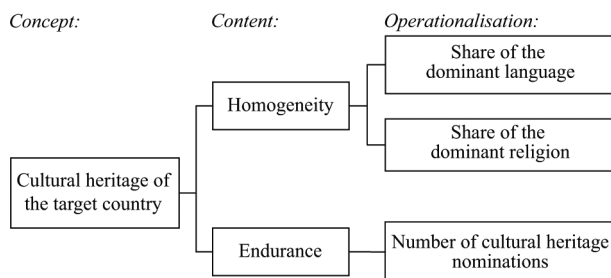 Concept:
Content:
Operationalisation:
Share of the
dominant language
Homogeneity
Share of the
dominant religion
Cultural heritage of
the target country
Endurance
Number of cultural heritage
nominations